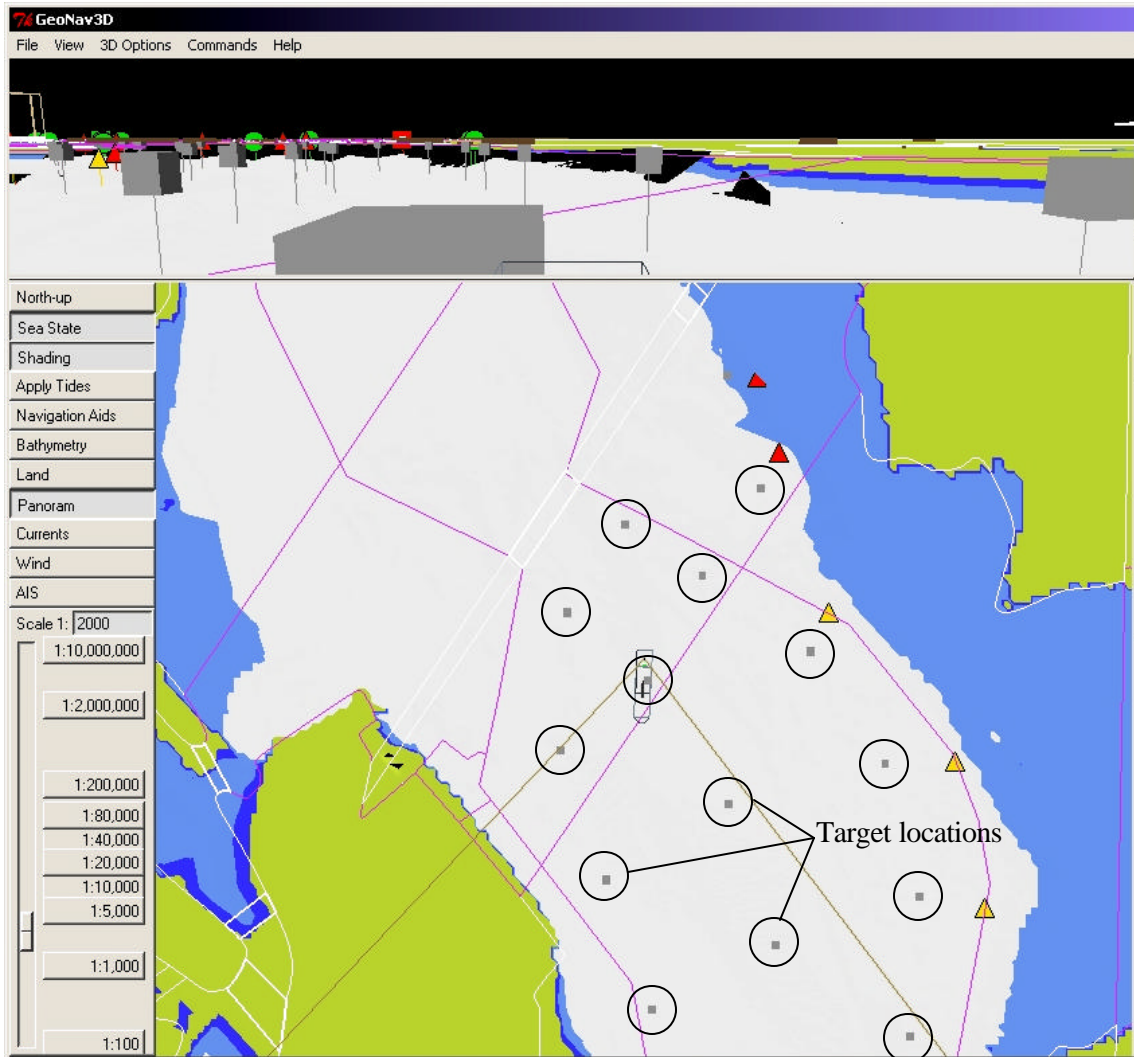 GeoNav3D
File View 3D Options Commands Help
North-up
Sea State
Shading
Apply Tides
Navigation Aids
Bathymetry
Land
Panoram
Currents
Wind
AIS
Scale 1: 2000
1:10,000,000
1:2,000,000
1:200,000
1:80,000
1:40,000
1:20,000
1:10,000
1:5,000
1:1,000
1:100
Target locations